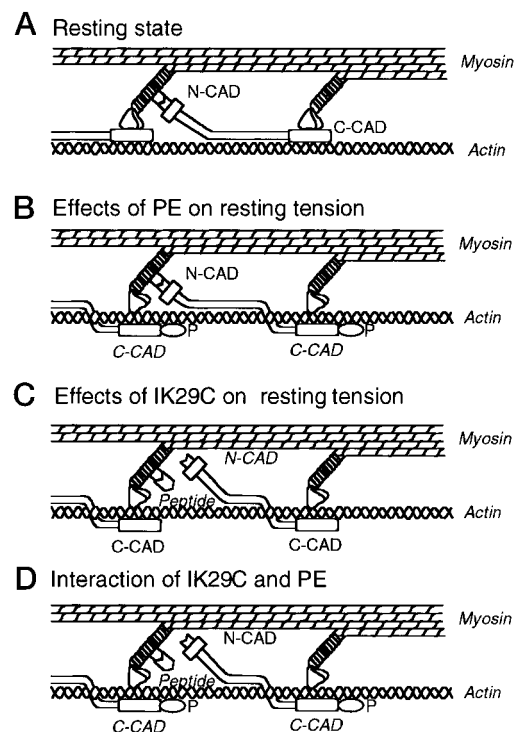 A Resting state
Myosin
N-CAD
C-CAD
Actin
B Effects of PE on resting tension
Myosin
N-CAD
Actin
P P
C-CAD C-CAD
C Effects of IK29C on resting tension
Myosin
N-CAD
Peptide
Actin
C-CAD C-CAD
D Interaction of IK29C and PE
Myosin
N-CAD
Peptide
Actin
P P
C-CAD C-CAD